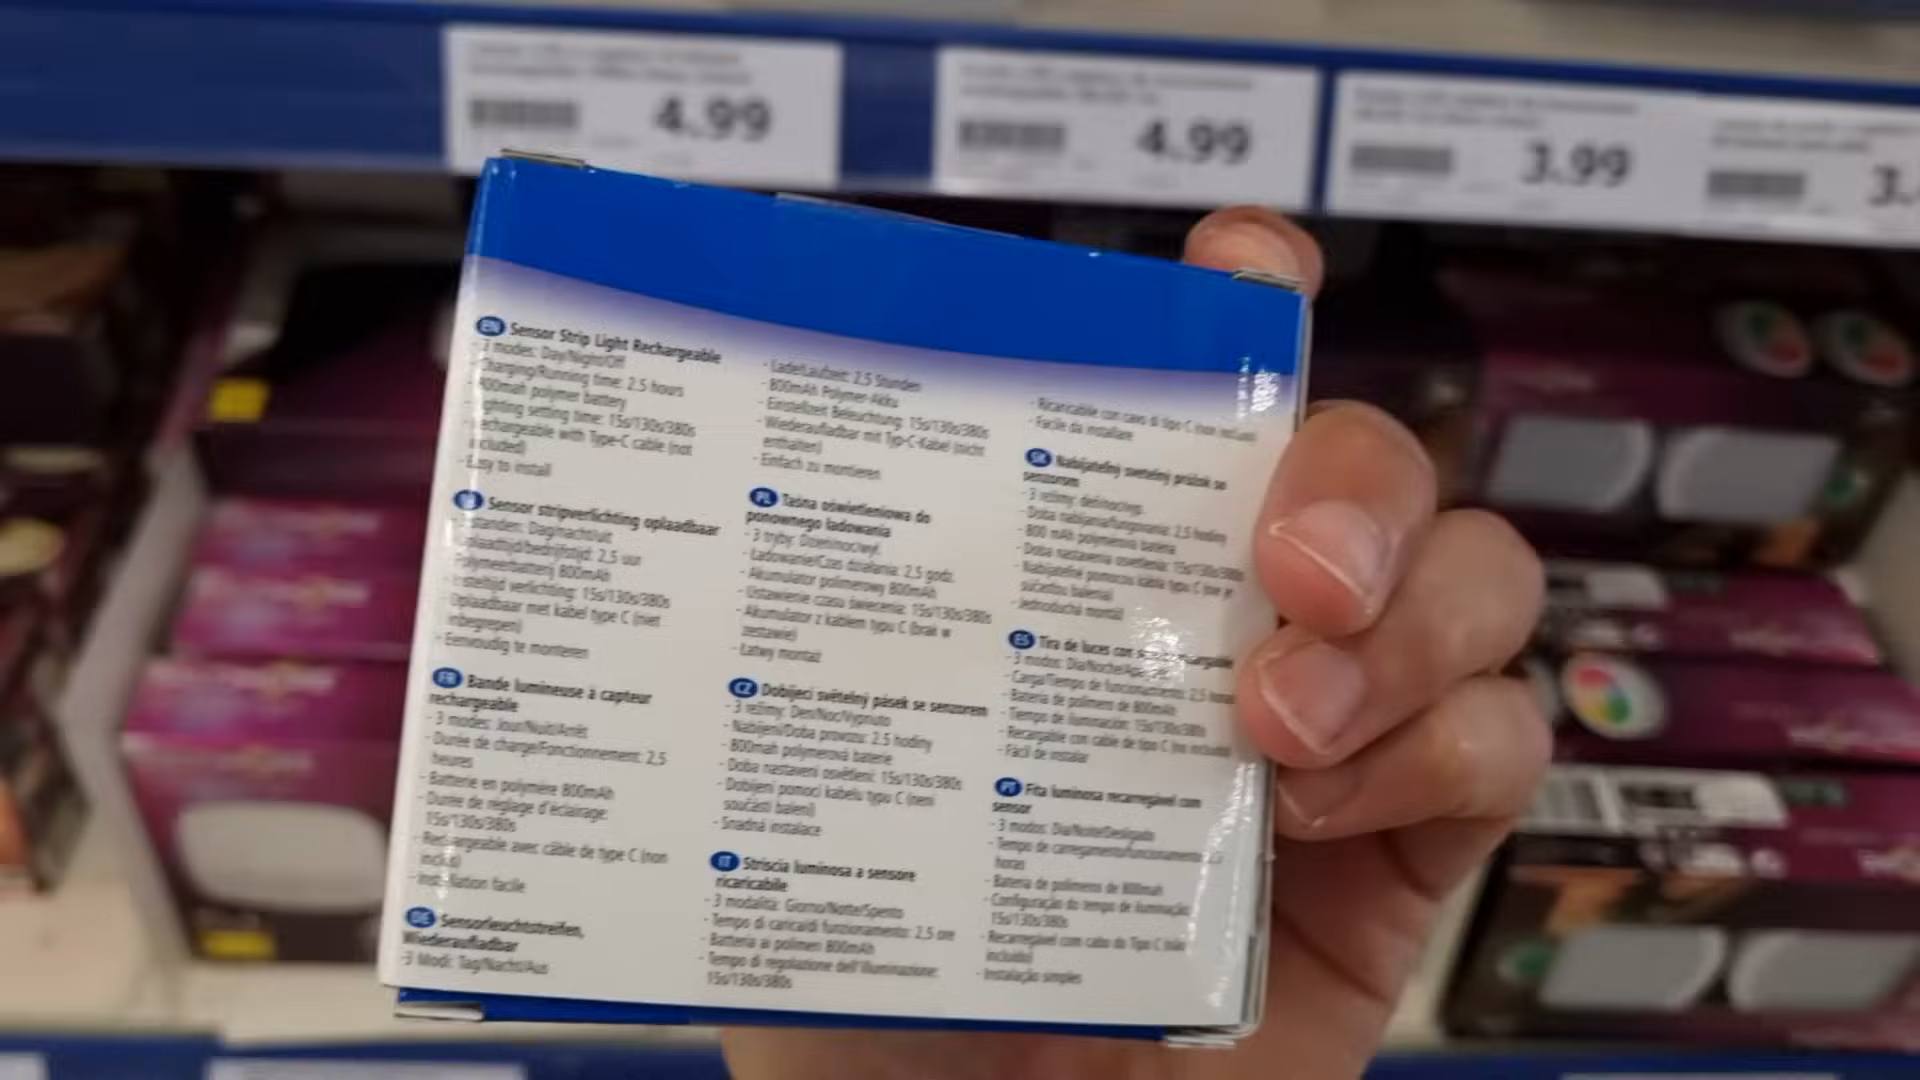 4.99
4.99
3.99
3.
EN Sensor Strip Light Rechargeable
3 modes: Day/Night/Off
Charging/Running time: 2.5 hours
800mah polymer battery
Lighting setting time: 15s/130s/380s
Rechargeable with Type-C cable (not
included)
- Easy to install
Sensor stripverlichting oplaadbaar
standen: Dag/nacht/uit
Oplaadtijd/bedrijfstijd: 2,5 uur
Polymeerbatterij 800mAh
Insteltijd verlichting: 15s/130s/380s
Oplaadbaar met kabel type C (niet
inbegrepen)
- Eenvoudig te monteren
FR Bande lumineuse à capteur
rechargeable
- 3 modes: Jour/Nuit/Arrêt
- Durée de charge/Fonctionnement: 2,5
heures
- Batterie en polymère 800mAh
- Durée de réglage d'éclairage:
15s/130s/380s
- Rechargeable avec câble de type C (non
inclus)
- Installation facile
DE Sensorleuchtstreifen,
Wiederaufladbar
-3 Modi: Tag/Nacht/Aus
- Lade/Laufzeit: 2,5 Stunden
- 800mAh Polymer-Akku
- Einstellzeit Beleuchtung: 15s/130s/380s
- Wiederaufladbar mit Typ-C-Kabel (nicht
enthalten)
- Einfach zu montieren
PL Taśma oświetleniowa do
ponownego ładowania
- 3 tryby: Dzień/noc/wył.
- Ładowanie/Czas działania: 2,5 godz.
- Akumulator polimerowy 800mAh
- Ustawienie czasu świecenia: 15s/130s/380s
- Akumulator z kablem typu C (brak w
zestawie)
- Łatwy montaż
CZ Dobíjecí světelný pásek se senzorem
- 3 režimy: Den/Noc/Vypnuto
- Nabíjení/Doba provozu: 2,5 hodiny
- 800mah polymerová baterie
- Doba nastavení osvětlení: 15s/130s/380s
- Dobíjení pomocí kabelu typu C (není
součástí balení)
- Snadná instalace
IT Striscia luminosa a sensore
ricaricabile
- 3 modalità: Giorno/Notte/Spento
- Tempo di carica/di funzionamento: 2,5 ore
- Batteria ai polimeri 800mAh
- Tempo di regolazione dell'illuminazione:
15s/130s/380s
- Ricaricabile con cavo di tipo C (non incluso)
- Facile da installare
SK Nabíjateľný svetelný prúžok so
senzorom
- 3 režimy: deň/noc/vyp.
- Doba nabíjania/fungovania: 2,5 hodiny
- 800 mAh polymérová batéria
- Doba nastavenia osvetlenia: 15s/130s/380s
- Nabíjateľné pomocou kábla typu C (nie je
súčasťou balenia)
- Jednoduchá montáž
ES Tira de luces con sensor recargable
- 3 modos: Día/Noche/Apa
- Carga/Tiempo de funcionamiento: 2,5 horas
- Batería de polímero de 800mAh
- Tiempo de iluminación: 15s/130s/380s
- Recargable con cable de tipo C (no incluido)
- Fácil de instalar
PT Fita luminosa recarregável com
sensor
- 3 modos: Dia/Noite/Desligado
- Tempo de carregamento/funcionamento: 2,5
horas
- Bateria de polímeros de 800mah
- Configuração do tempo de iluminação:
15s/130s/380s
- Recarregável com cabo do Tipo C (não
incluído)
- Instalação simples